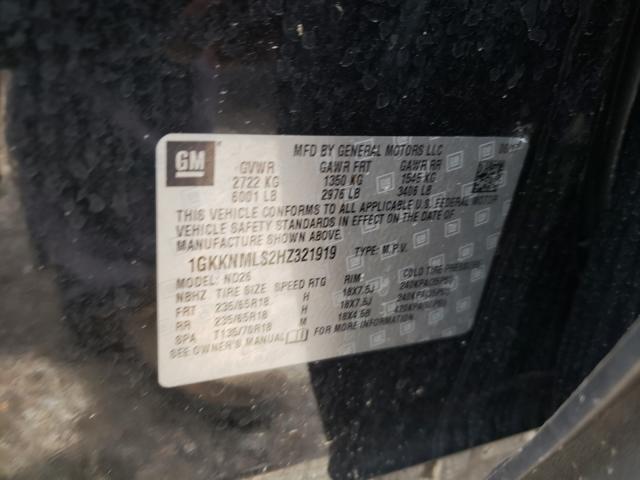 GM
MFD BY GENERAL MOTORS LLC
GVWR GAWR FRT GAWR RR
2722 KG 1350 KG 1545 KG
6001 LB 2976 LB 3406 LB
THIS VEHICLE CONFORMS TO ALL APPLICABLE U.S. FEDERAL MOTOR
VEHICLE SAFETY STANDARDS IN EFFECT ON THE DATE OF
MANUFACTURE SHOWN ABOVE.
1GKKNMLS2HZ321919 TYPE: M.P.V.
MODEL: ND26
NBHZ TIRE SIZE SPEED RTG RIM COLD TIRE PRESSURE
FRT 235/65R18 H 18X7.5J 240KPA(35PSI)
RR 235/65R18 H 18X7.5J 240KPA(35PSI)
SPA T135/70R18 M 18X4.5B 420KPA(60PSI)
SEE OWNER'S MANUAL FOR MORE INFORMATION